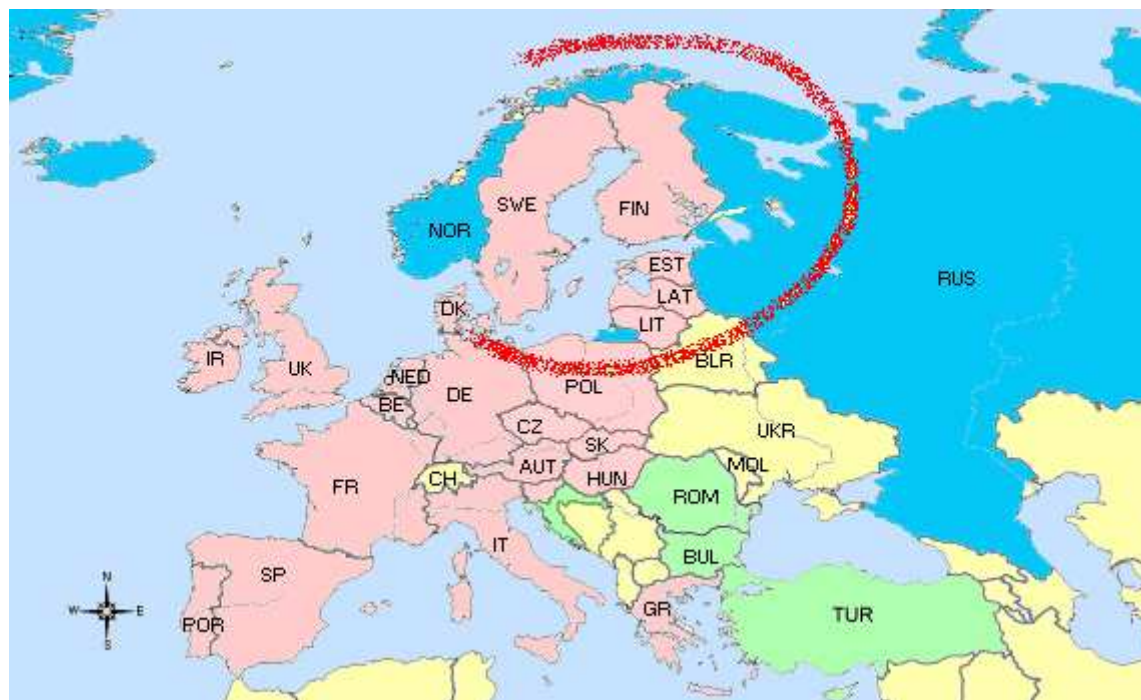 SWE
FIN
NOR
RUS
EST
LAT
DK
LIT
IR
UK
NED
BLR
BE
DE
POL
CZ
UKR
SK
AUT
MOL
CH
HUN
FR
ROM
IT
BUL
SP
N
W
E
S
POR
GR
TUR